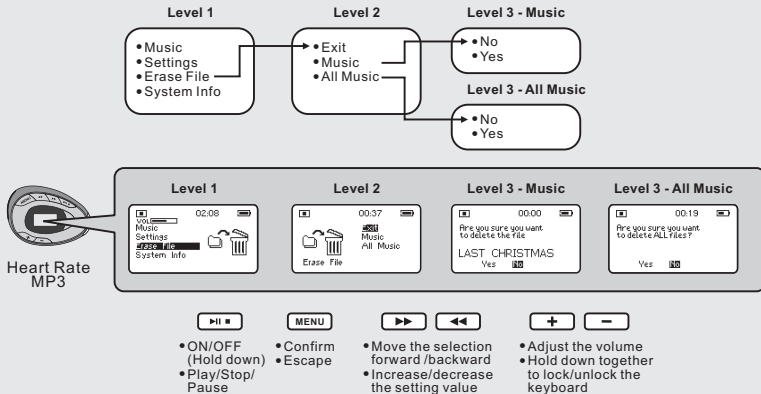 Level 1
Level 2
Level 3 - Music
• Music
• Settings
• Erase File
• System Info
• Exit
• Music
• All Music
• No
• Yes
Level 3 - All Music
• No
• Yes
Level 1
Level 2
Level 3 - Music
Level 3 - All Music
02:08
VOL
Music
Settings
Erase File
System Info
00:37
Exit
Music
All Music
Erase File
00:00
Are you sure you want
to delete the file
LAST CHRISTMAS
Yes No
00:19
Are you sure you want
to delete ALL files?
Yes No
MENU
Heart Rate
MP3
MENU
• ON/OFF
(Hold down)
• Play/Stop/
Pause
• Confirm
• Escape
• Move the selection
forward /backward
• Increase/decrease
the setting value
+ −
• Adjust the volume
• Hold down together
to lock/unlock the
keyboard